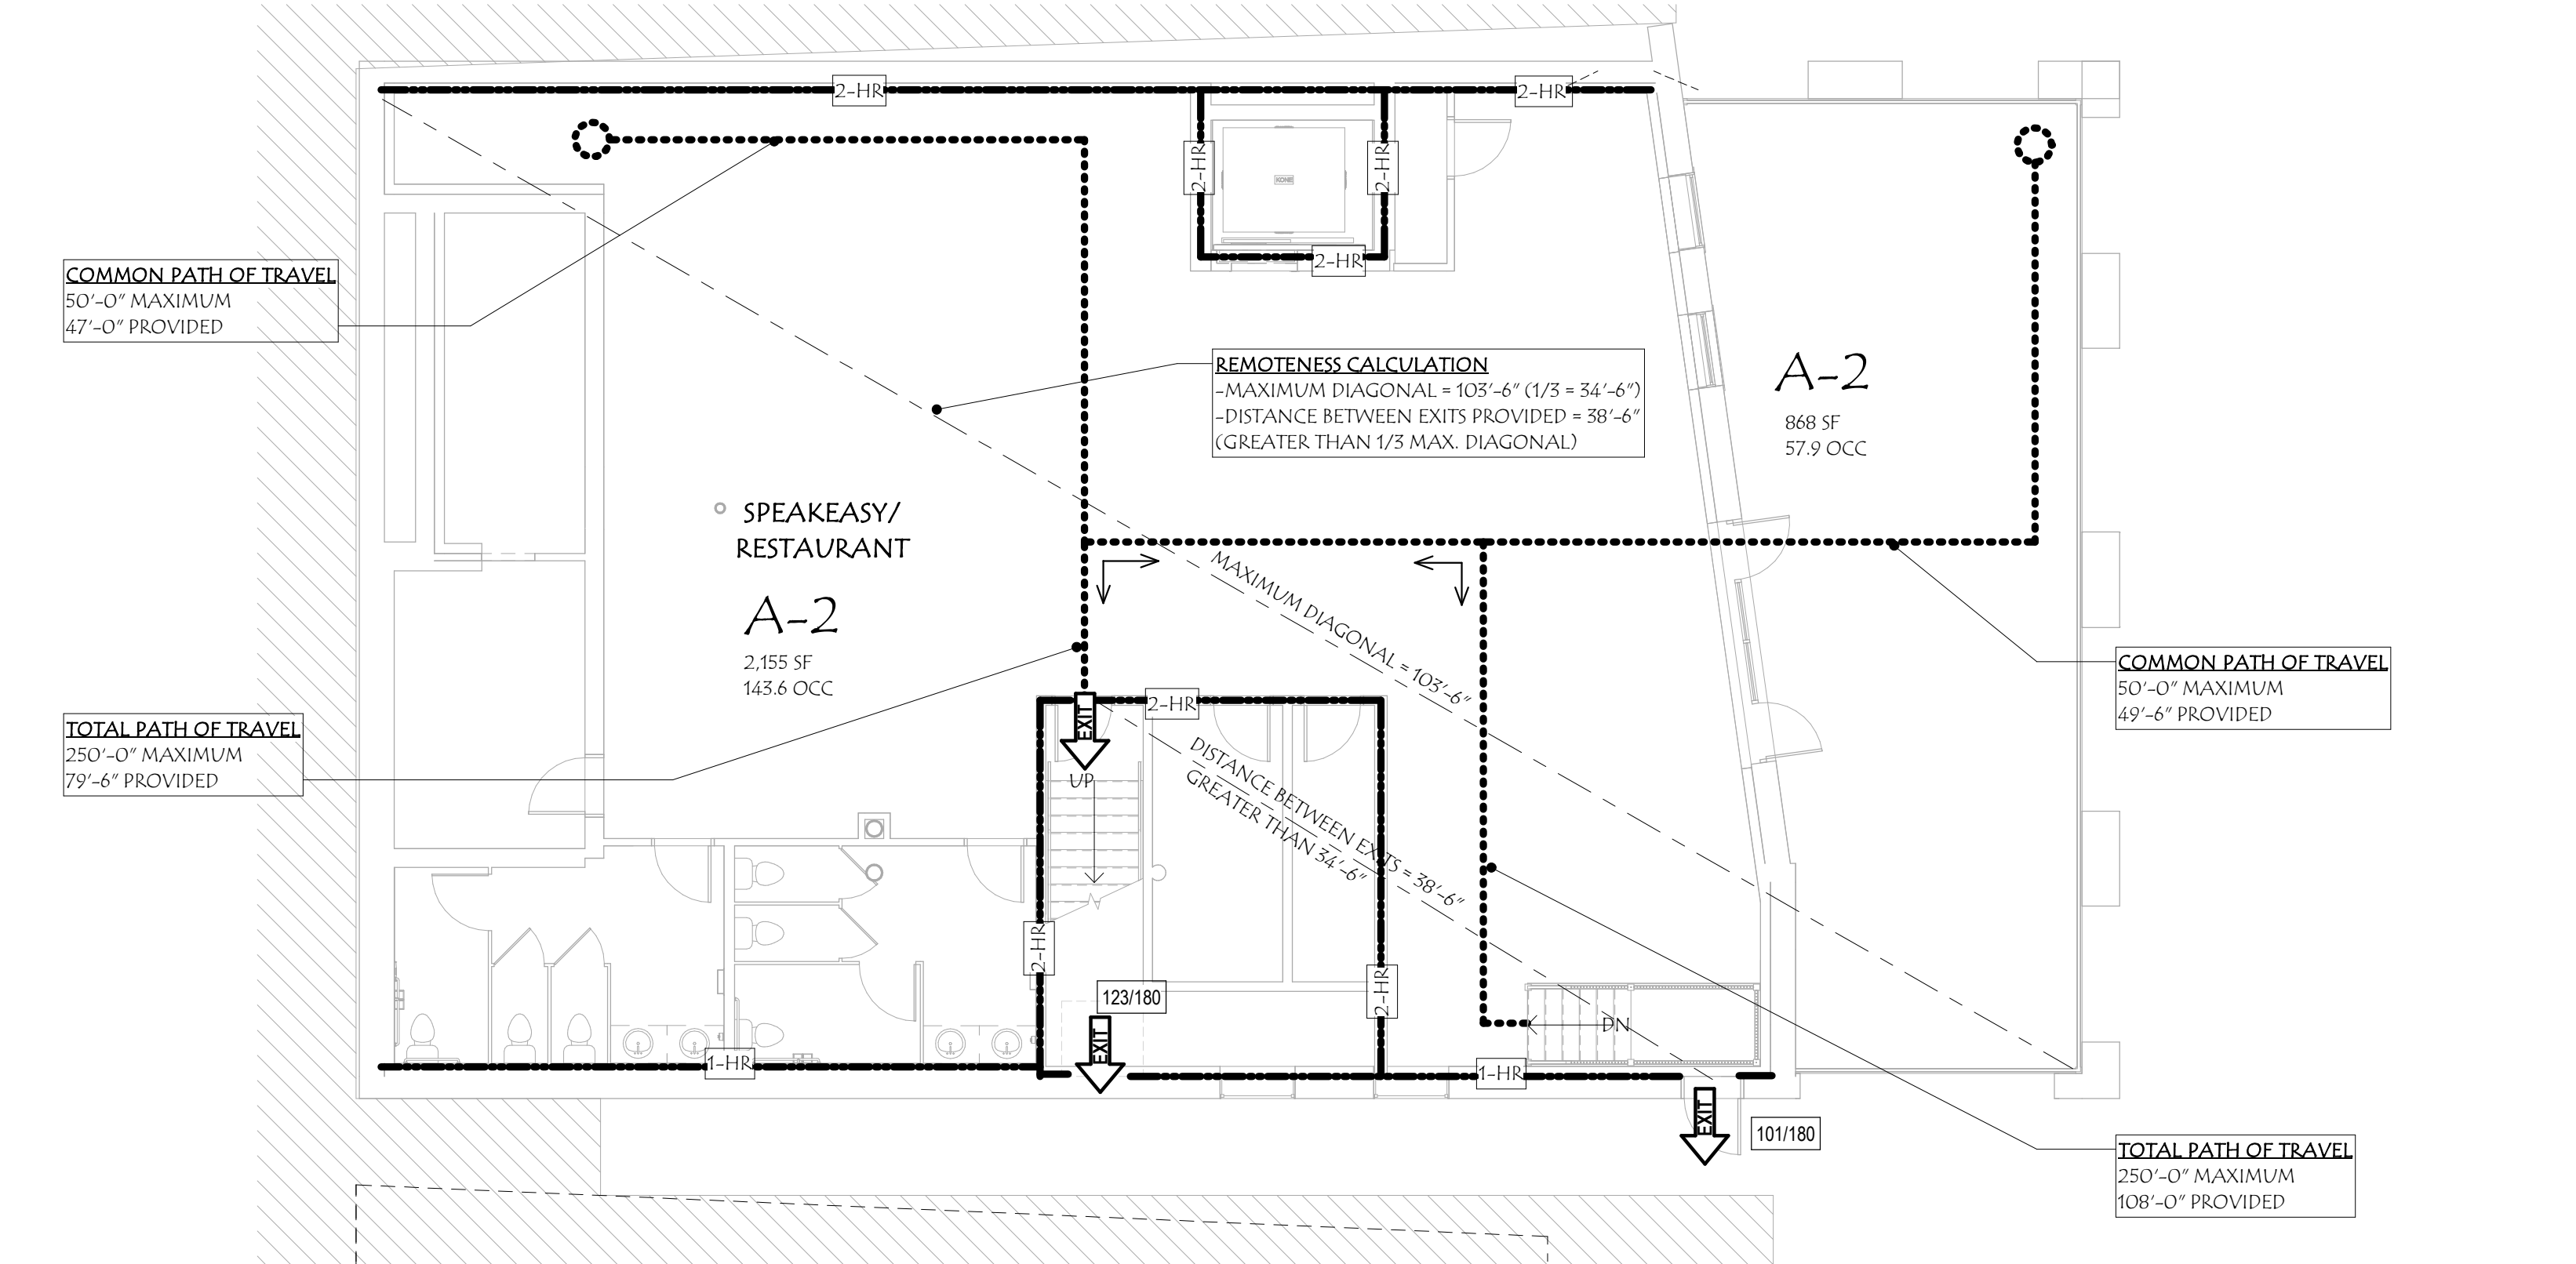 2-HR
2-HR
2-HR
2-HR
KONE
2-HR
COMMON PATH OF TRAVEL
50'-0" MAXIMUM
47'-0" PROVIDED
REMOTENESS CALCULATION
-MAXIMUM DIAGONAL = 103'-6" (1/3 = 34'-6")
-DISTANCE BETWEEN EXITS PROVIDED = 38'-6"
(GREATER THAN 1/3 MAX. DIAGONAL)
A-2
868 SF
57.9 OCC
SPEAKEASY/
RESTAURANT
A-2
2,155 SF
143.6 OCC
MAXIMUM DIAGONAL = 103'-6"
COMMON PATH OF TRAVEL
50'-0" MAXIMUM
49'-6" PROVIDED
TOTAL PATH OF TRAVEL
250'-0" MAXIMUM
79'-6" PROVIDED
2-HR
EXIT
UP
DISTANCE BETWEEN EXITS = 38'-6"
GREATER THAN 34'-6"
2-HR
2-HR
123/180
EXIT
DN
1-HR
1-HR
EXIT
101/180
TOTAL PATH OF TRAVEL
250'-0" MAXIMUM
108'-0" PROVIDED